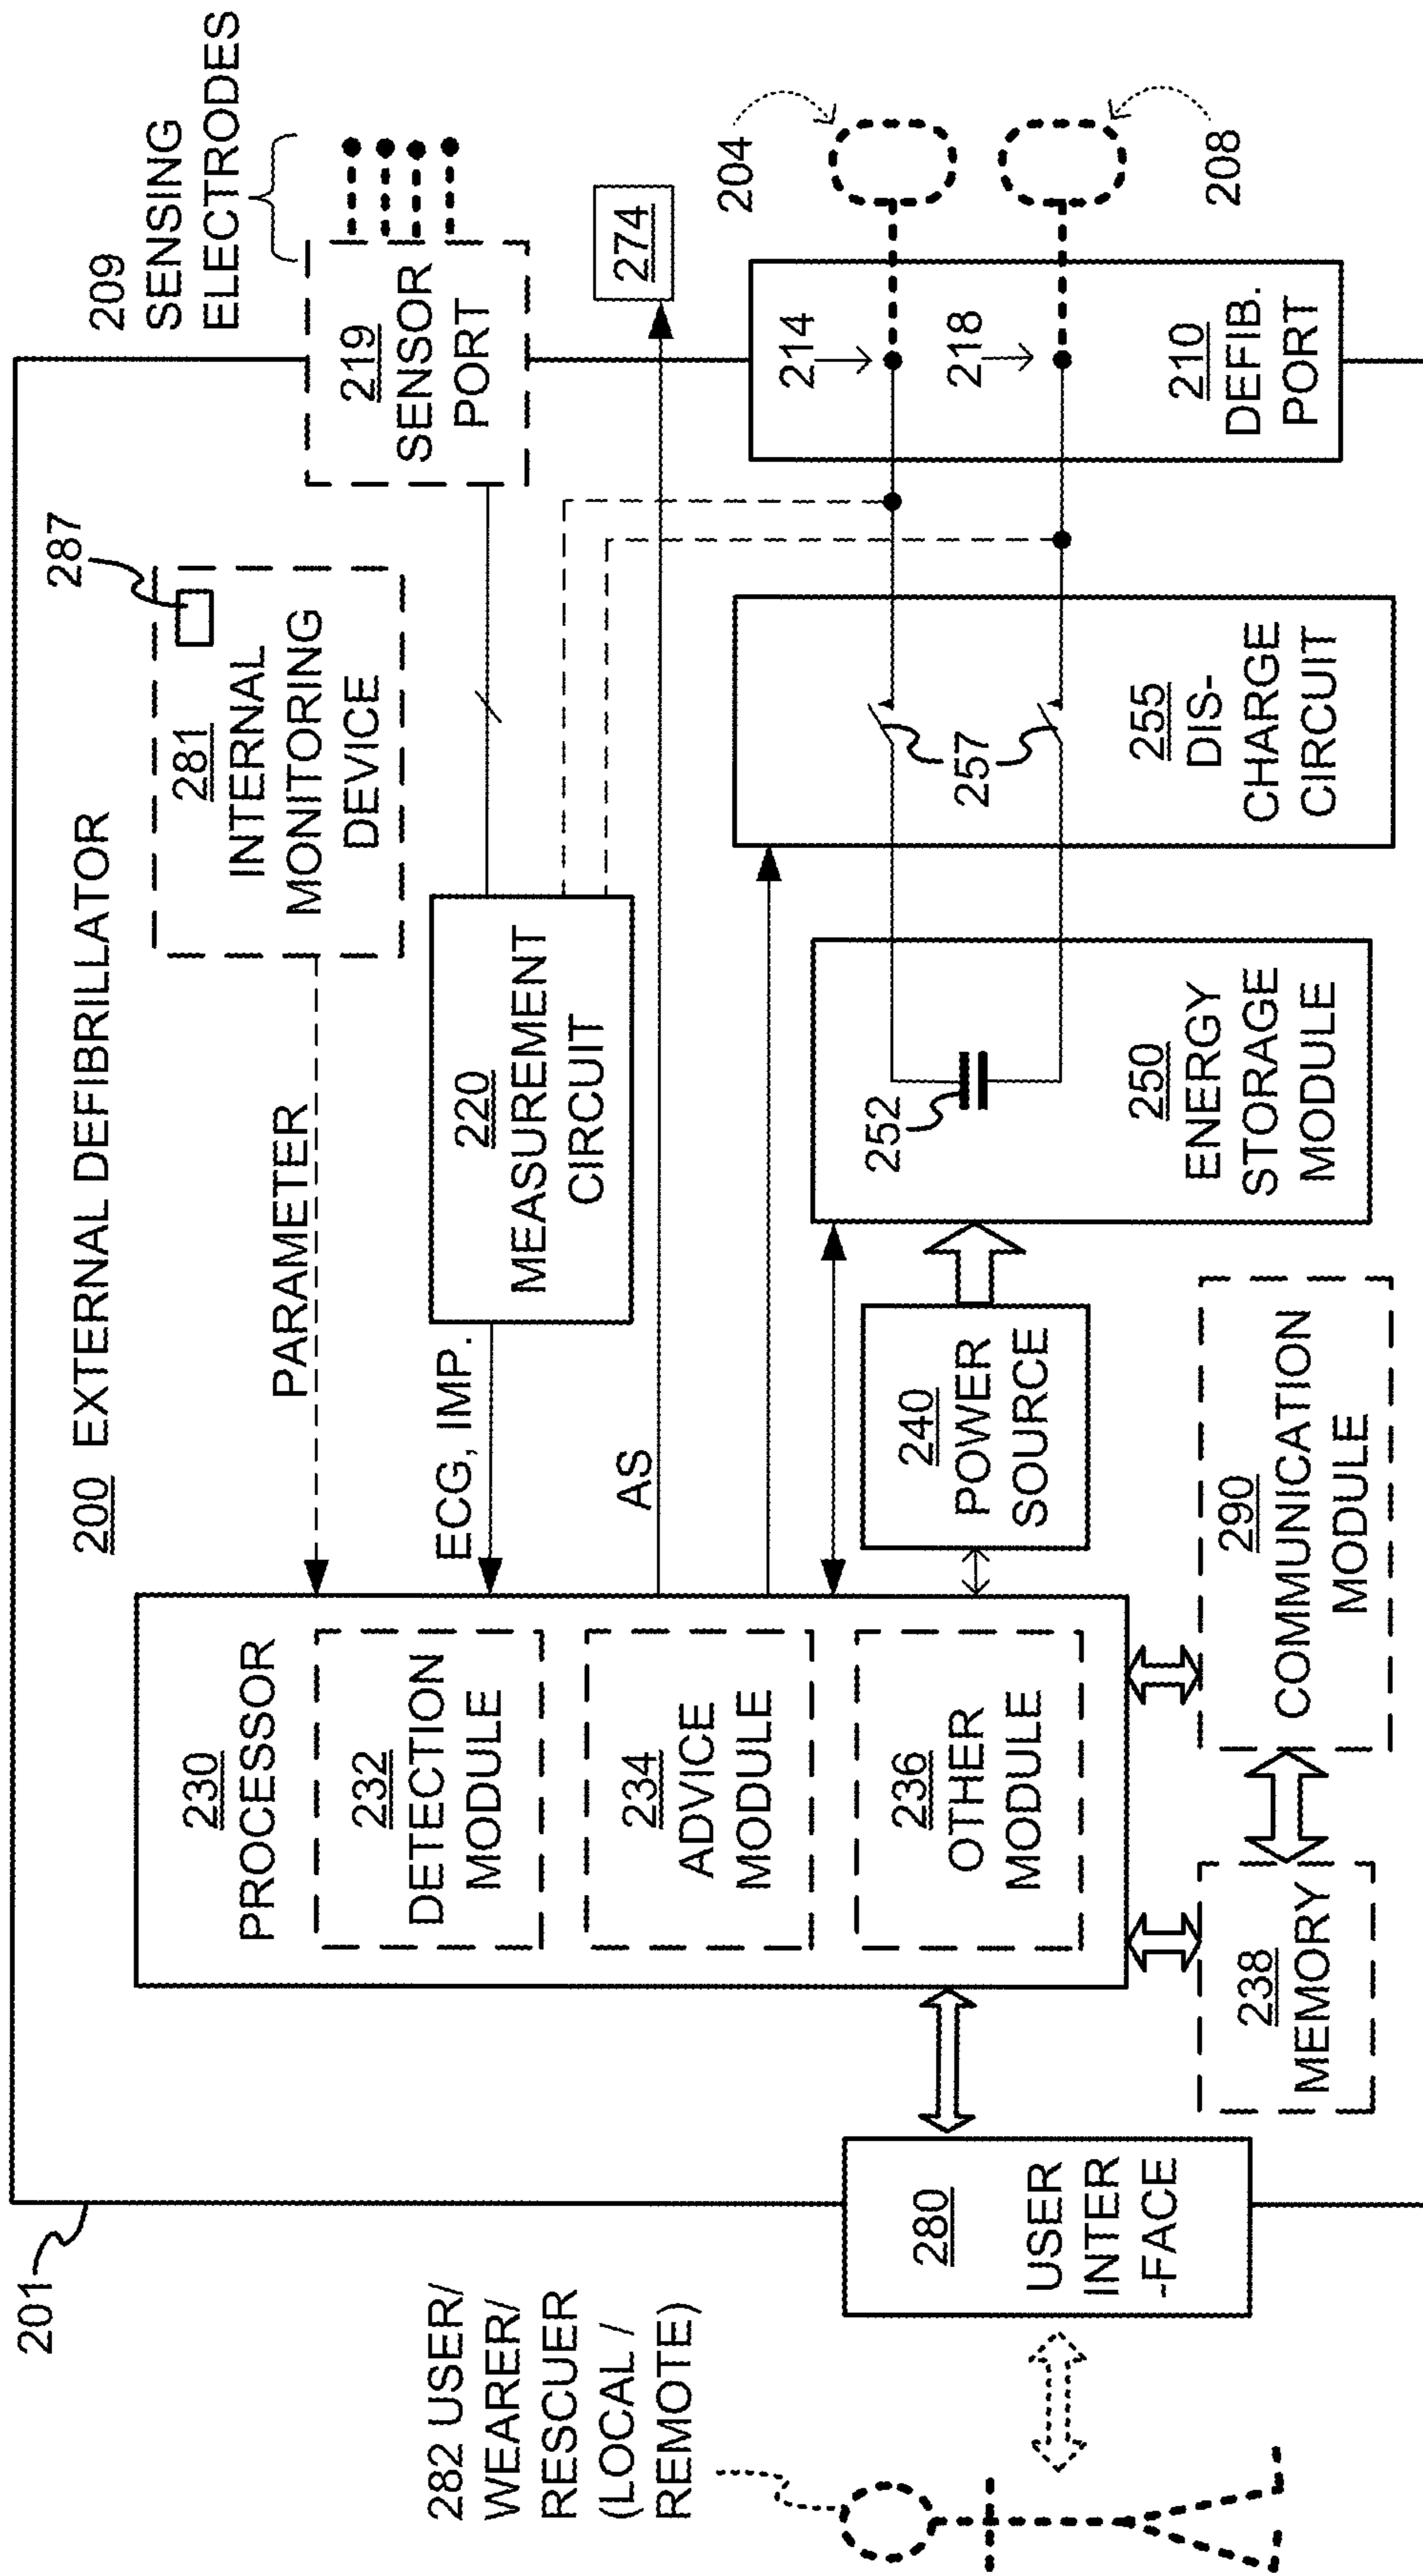 201
200 EXTERNAL DEFIBRILLATOR
209
SENSING
ELECTRODES
287
281
INTERNAL
MONITORING
DEVICE
219
SENSOR
PORT
PARAMETER
220
MEASUREMENT
CIRCUIT
ECG, IMP.
AS
274
230
PROCESSOR
232
DETECTION
MODULE
234
ADVICE
MODULE
236
OTHER
MODULE
282 USER/
WEARER/
RESCUER
(LOCAL /
REMOTE)
280
USER
INTER
-FACE
238
MEMORY
290
COMMUNICATION
MODULE
240
POWER
SOURCE
252
250
ENERGY
STORAGE
MODULE
257
255 DIS-
CHARGE
CIRCUIT
214
218
210 DEFIB.
PORT
204
208